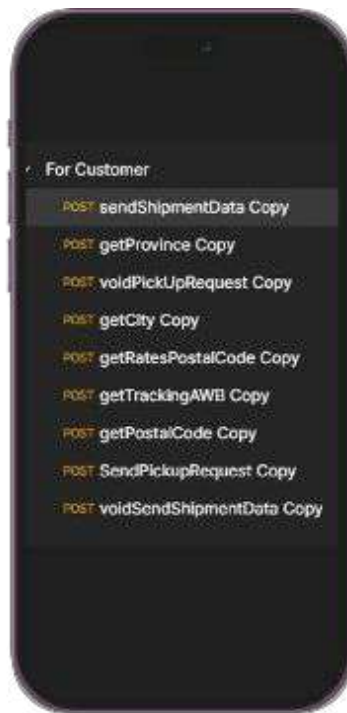 For Customer
POST sendShipmentData Copy
POST getProvince Copy
POST voidPickUpRequest Copy
POST getCity Copy
POST getRatesPostalCode Copy
POST getTrackingAWB Copy
POST getPostalCode Copy
POST SendPickupRequest Copy
POST voidSendShipmentData Copy